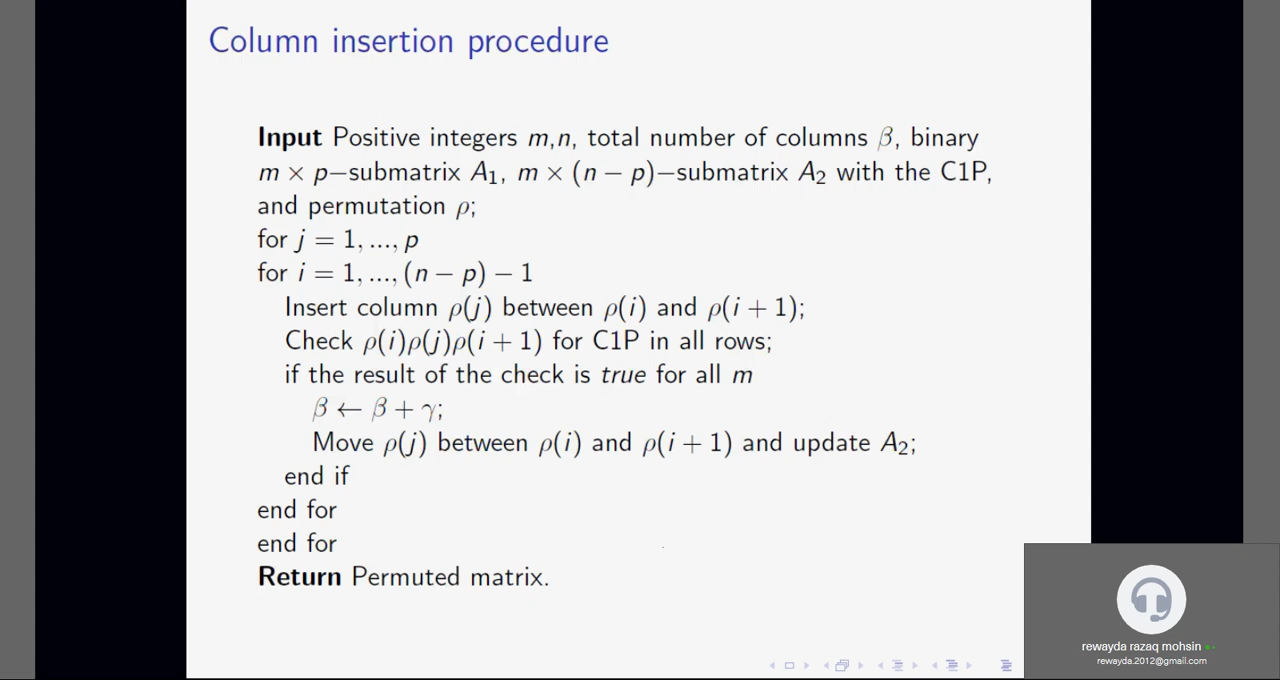 Column insertion procedure
Input Positive integers m,n, total number of columns β, binary
m × p−submatrix A₁, m × (n − p)−submatrix A₂ with the C1P,
and permutation ρ;
for j = 1, ..., p
for i = 1, ..., (n − p) − 1
Insert column ρ(j) between ρ(i) and ρ(i + 1);
Check ρ(i)ρ(j)ρ(i + 1) for C1P in all rows;
if the result of the check is true for all m
β ← β + γ;
Move ρ(j) between ρ(i) and ρ(i + 1) and update A₂;
end if
end for
end for
Return Permuted matrix.
rewayda razaq mohsin
rewayda.2012@gmail.com